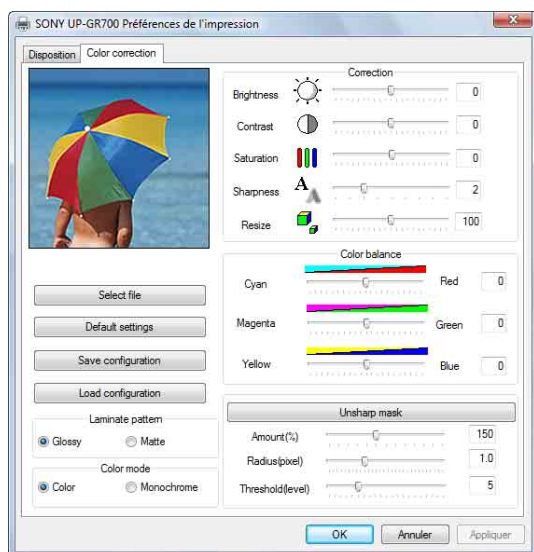 SONY UP-GR700 Préférences de l'impression
Disposition Color correction
Correction
Brightness 0
Contrast 0
Saturation 0
Sharpness A A 2
Resize 100
Color balance
Cyan Red 0
Magenta Green 0
Yellow Blue 0
Select file
Default settings
Save configuration
Load configuration
Laminate pattern
Glossy Matte
Color mode
Color Monochrome
Unsharp mask
Amount(%) 150
Radius(pixel) 1.0
Threshold(level) 5
OK Annuler Appliquer